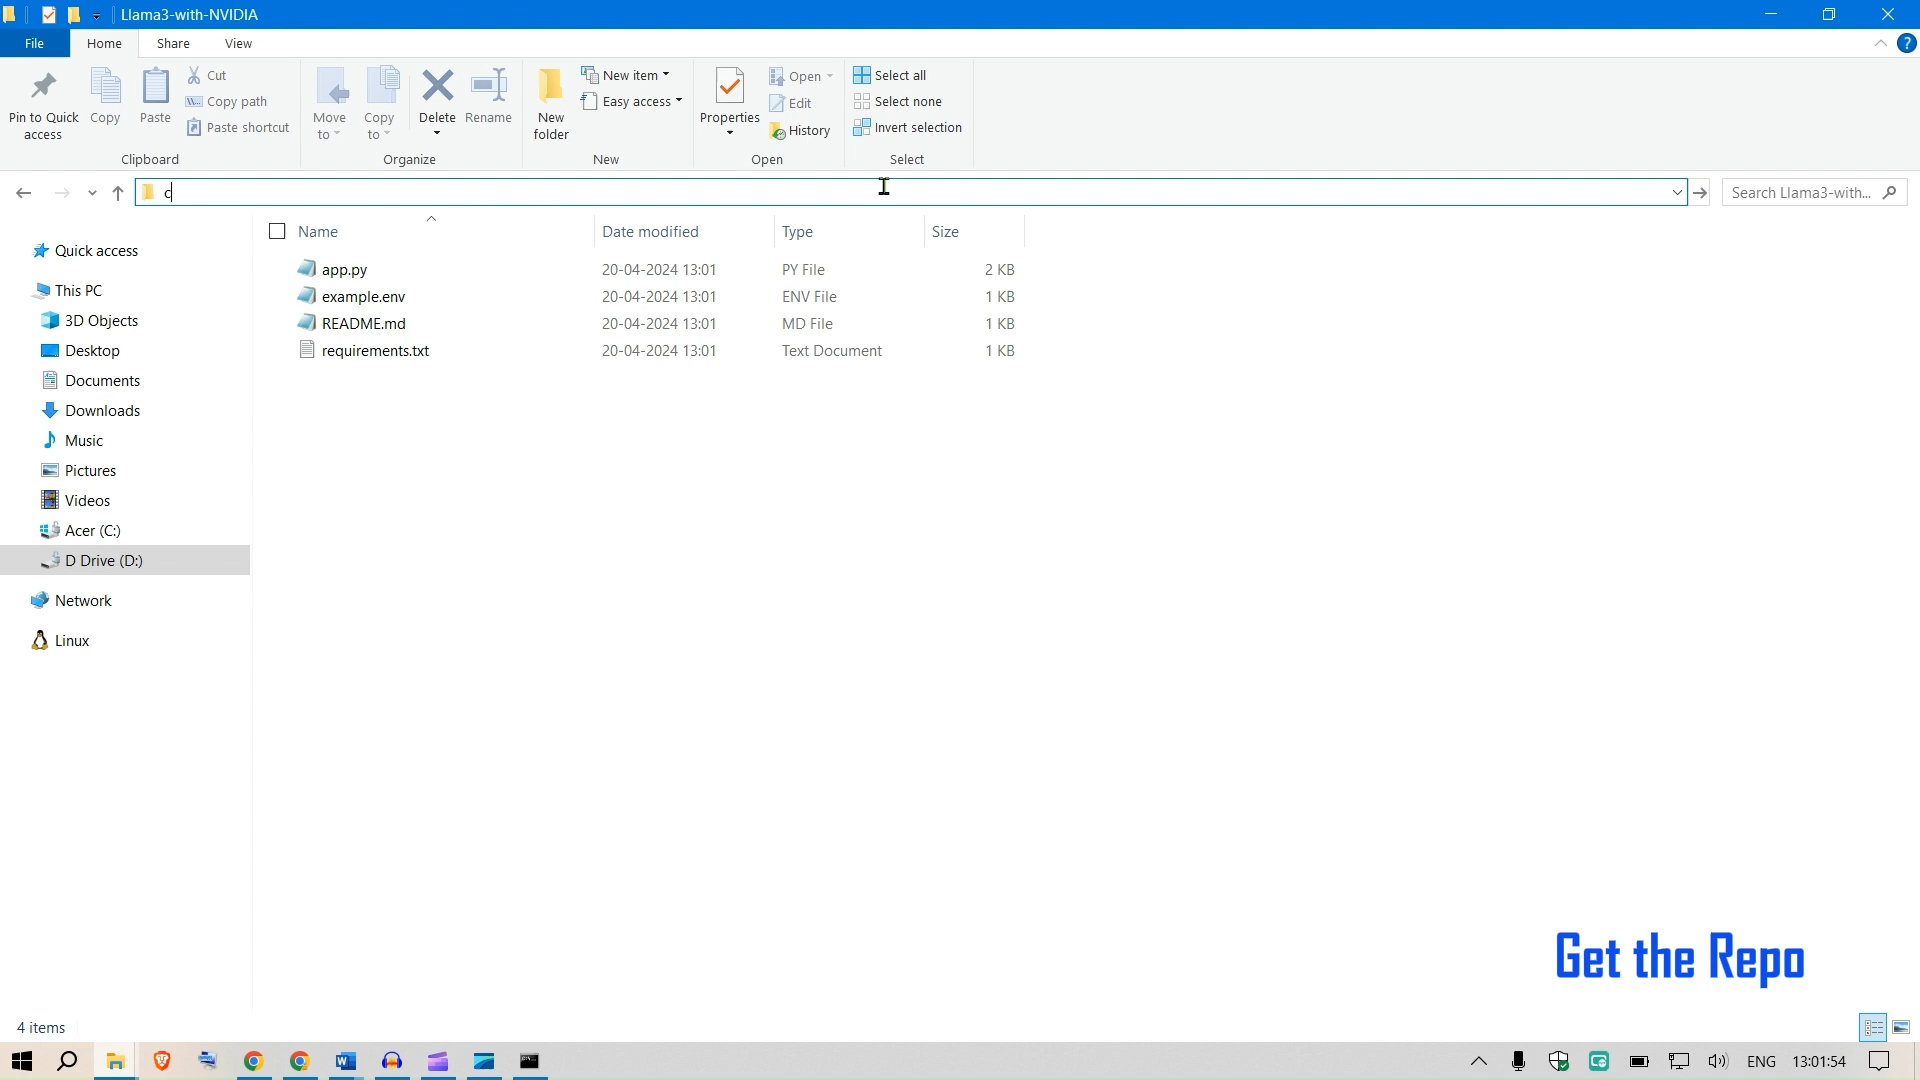 Llama3-with-NVIDIA
File
Home
Share
View
?
Pin to Quick access
Copy
Paste
Cut
Copy path
Paste shortcut
Clipboard
Move to
Copy to
Delete
Rename
Organize
New folder
New item
Easy access
New
Properties
Open
Edit
History
Open
Select all
Select none
Invert selection
Select
c
Search Llama3-with...
Name
Date modified
Type
Size
app.py 20-04-2024 13:01 PY File 2 KB
example.env 20-04-2024 13:01 ENV File 1 KB
README.md 20-04-2024 13:01 MD File 1 KB
requirements.txt 20-04-2024 13:01 Text Document 1 KB
Quick access
This PC
3D Objects
Desktop
Documents
Downloads
Music
Pictures
Videos
Acer (C:)
D Drive (D:)
Network
Linux
Get the Repo
4 items
ENG
13:01:54